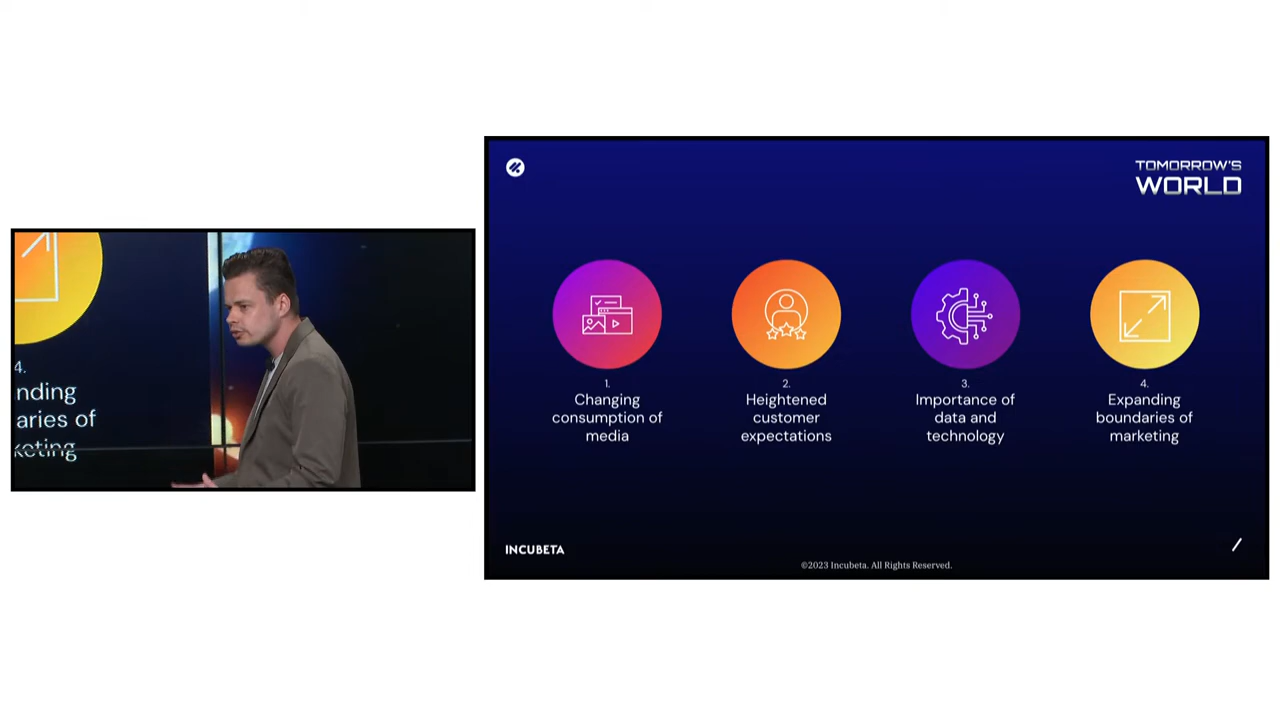 4.
nding
aries of
keting
TOMORROW'S
WORLD
1.
Changing
consumption of
media
2.
Heightened
customer
expectations
3.
Importance of
data and
technology
4.
Expanding
boundaries of
marketing
INCUBETA
©2023 Incubeta. All Rights Reserved.